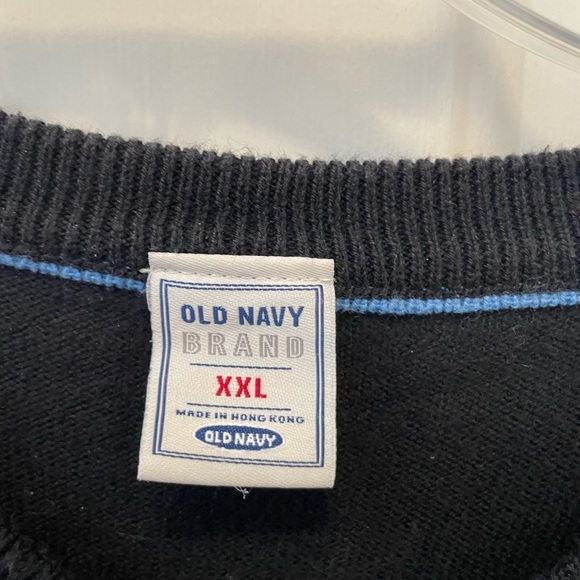 OLD NAVY
BRAND
XXL
MADE IN HONG KONG
OLD NAVY